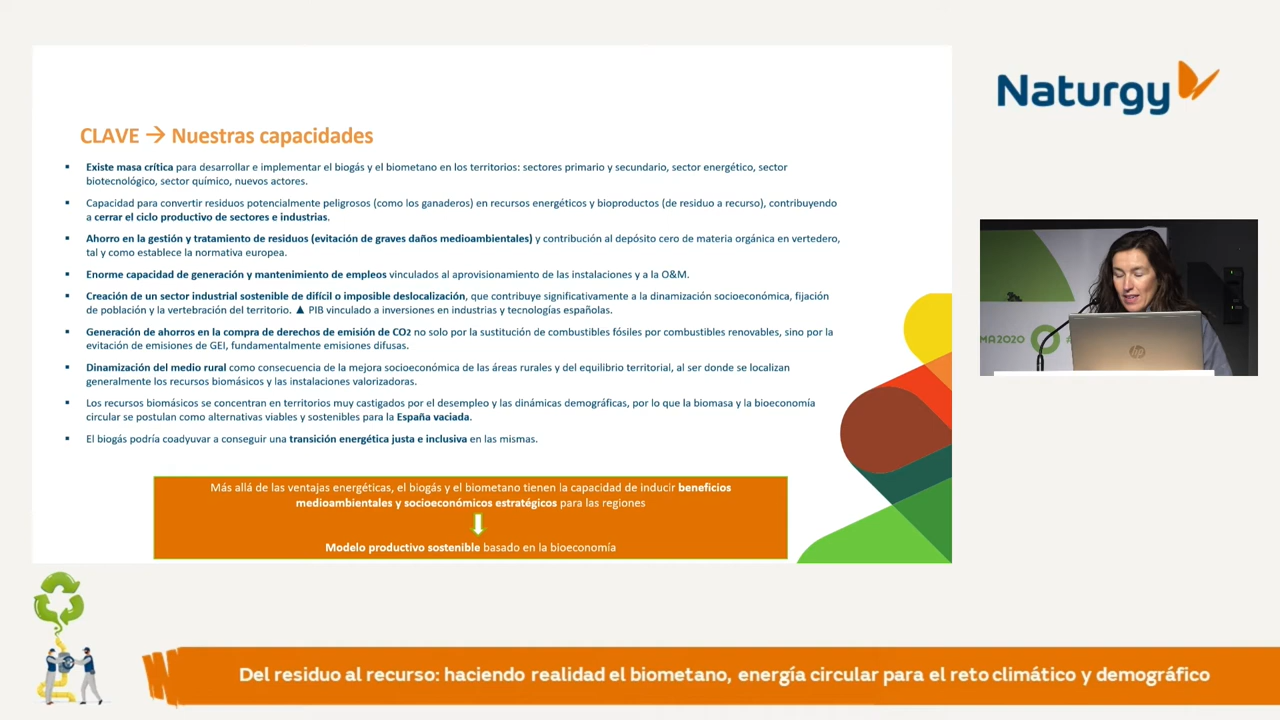 CLAVE → Nuestras capacidades
▪ Existe masa crítica para desarrollar e implementar el biogás y el biometano en los territorios: sectores primario y secundario, sector energético, sector
biotecnológico, sector químico, nuevos actores.
▪ Capacidad para convertir residuos potencialmente peligrosos (como los ganaderos) en recursos energéticos y bioproductos (de residuo a recurso), contribuyendo
a cerrar el ciclo productivo de sectores e industrias.
▪ Ahorro en la gestión y tratamiento de residuos (evitación de graves daños medioambientales) y contribución al depósito cero de materia orgánica en vertedero,
tal y como establece la normativa europea.
▪ Enorme capacidad de generación y mantenimiento de empleos vinculados al aprovisionamiento de las instalaciones y a la O&M.
▪ Creación de un sector industrial sostenible de difícil o imposible deslocalización, que contribuye significativamente a la dinamización socioeconómica, fijación
de población y la vertebración del territorio. ▲ PIB vinculado a inversiones en industrias y tecnologías españolas.
▪ Generación de ahorros en la compra de derechos de emisión de CO2 no solo por la sustitución de combustibles fósiles por combustibles renovables, sino por la
evitación de emisiones de GEI, fundamentalmente emisiones difusas.
▪ Dinamización del medio rural como consecuencia de la mejora socioeconómica de las áreas rurales y del equilibrio territorial, al ser donde se localizan
generalmente los recursos biomásicos y las instalaciones valorizadoras.
▪ Los recursos biomásicos se concentran en territorios muy castigados por el desempleo y las dinámicas demográficas, por lo que la biomasa y la bioeconomía
circular se postulan como alternativas viables y sostenibles para la España vaciada.
▪ El biogás podría coadyuvar a conseguir una transición energética justa e inclusiva en las mismas.
Más allá de las ventajas energéticas, el biogás y el biometano tienen la capacidad de inducir beneficios
medioambientales y socioeconómicos estratégicos para las regiones
Modelo productivo sostenible basado en la bioeconomía
Naturgy
MA2020
hp
Del residuo al recurso: haciendo realidad el biometano, energía circular para el reto climático y demográfico